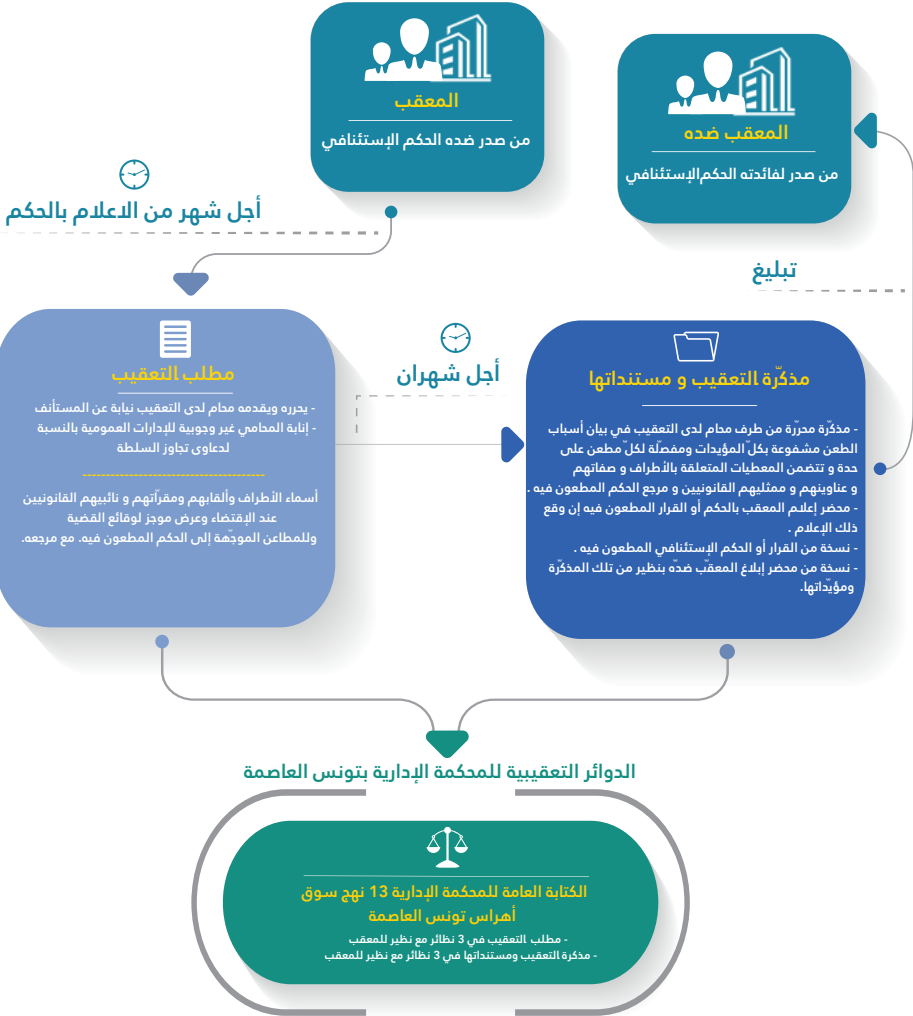 المعقب
من صدر ضده الحكم الإستئنافي
المعقب ضده
من صدر لفائدته الحكم الإستئنافي
أجل شهر من الاعلام بالحكم
تبليغ
مطلب التعقيب
- يحرره ويقدمه محام لدى التعقيب نيابة عن المستأنف
- إنابة المحامي غير وجوبية للإدارات العمومية بالنسبة
لدعاوى تجاوز السلطة
أسماء الأطراف وألقابهم ومقرّاتهم و نائبيهم القانونيين
عند الإقتضاء وعرض موجز لوقائع القضية
وللمطاعن الموجّهة إلى الحكم المطعون فيه. مع مرجعه.
أجل شهران
مذكّرة التعقيب و مستنداتها
- مذكّرة محرّرة من طرف محام لدى التعقيب في بيان أسباب
الطعن مشفوعة بكلّ المؤيدات ومفصّلة لكلّ مطعن على
حدة و تتضمن المعطيات المتعلقة بالأطراف و صفاتهم
و عناوينهم و ممثليهم القانونيين و مرجع الحكم المطعون فيه .
- محضر إعلام المعقب بالحكم أو القرار المطعون فيه إن وقع
ذلك الإعلام .
- نسخة من القرار أو الحكم الإستئنافي المطعون فيه .
- نسخة من محضر إبلاغ المعقّب ضدّه بنظير من تلك المذكّرة
ومؤيّداتها.
الدوائر التعقيبية للمحكمة الإدارية بتونس العاصمة
الكتابة العامة للمحكمة الإدارية 13 نهج سوق
أهراس تونس العاصمة
- مطلب التعقيب في 3 نظائر مع نظير للمعقب
- مذكرة التعقيب ومستنداتها في 3 نظائر مع نظير للمعقب